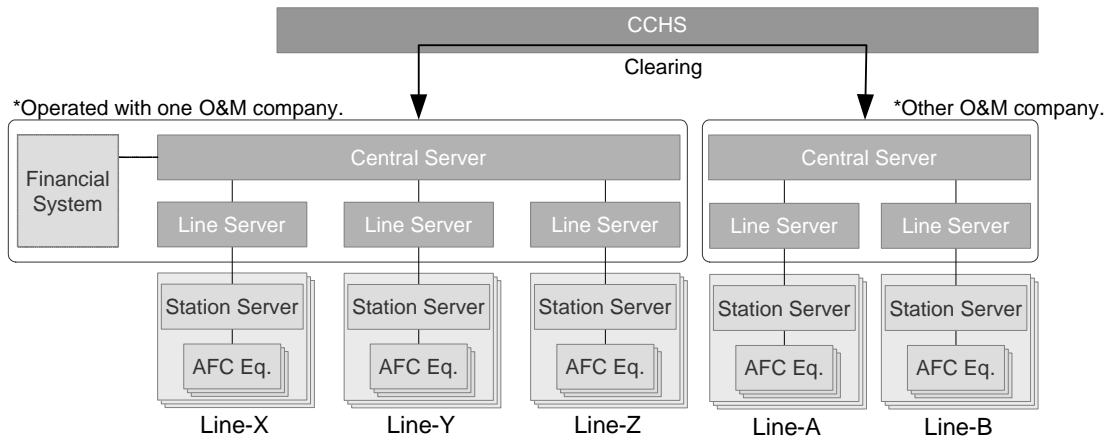 CCHS
Clearing
*Operated with one O&M company.
*Other O&M company.
Financial
System
Central Server
Central Server
Line Server
Line Server
Line Server
Line Server
Line Server
Station Server
Station Server
Station Server
Station Server
Station Server
AFC Eq.
AFC Eq.
AFC Eq.
AFC Eq.
AFC Eq.
Line-X
Line-Y
Line-Z
Line-A
Line-B